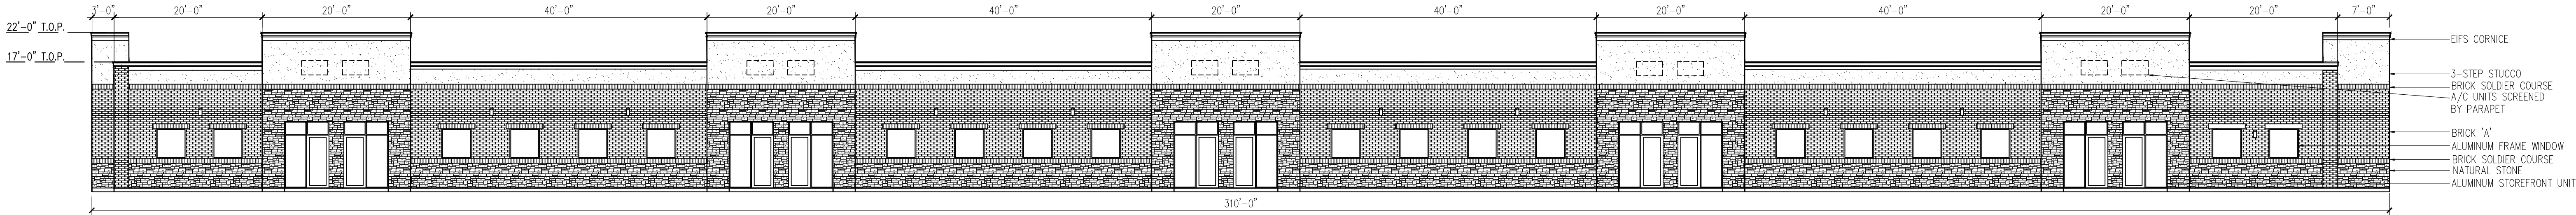 3'-0" 20'-0" 20'-0" 40'-0" 20'-0" 40'-0" 20'-0" 40'-0" 20'-0" 40'-0" 20'-0" 20'-0" 7'-0"
22'-0" T.O.P.
17'-0" T.O.P.
EIFS CORNICE
3-STEP STUCCO
BRICK SOLDIER COURSE
A/C UNITS SCREENED
BY PARAPET
BRICK 'A'
ALUMINUM FRAME WINDOW
BRICK SOLDIER COURSE
NATURAL STONE
ALUMINUM STOREFRONT UNIT
310'-0"